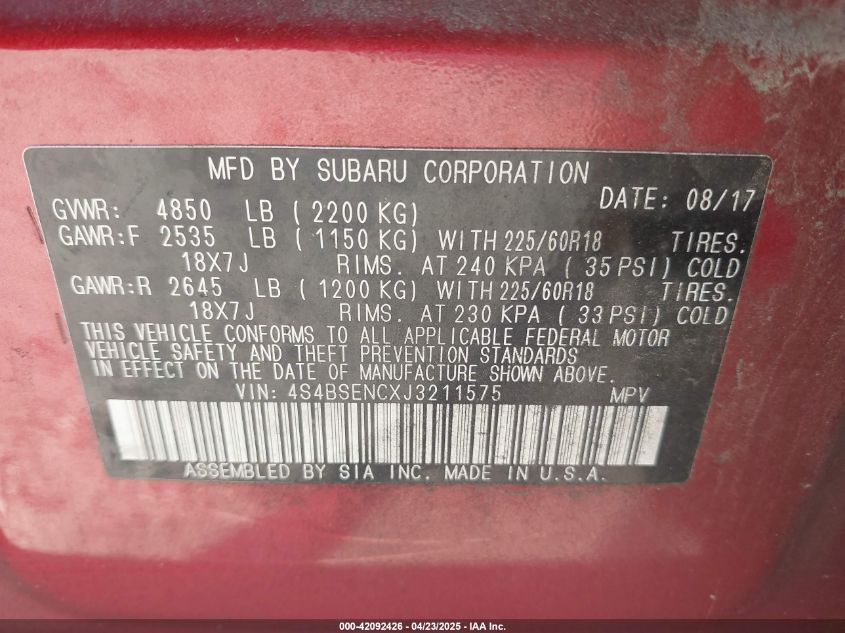 MFD BY SUBARU CORPORATION
DATE: 08/17
GVWR: 4850 LB ( 2200 KG)
GAWR:F 2535 LB ( 1150 KG) WITH 225/60R18 TIRES.
18X7J RIMS. AT 240 KPA ( 35 PSI) COLD
GAWR:R 2645 LB ( 1200 KG) WITH 225/60R18 TIRES.
18X7J RIMS. AT 230 KPA ( 33 PSI) COLD
THIS VEHICLE CONFORMS TO ALL APPLICABLE FEDERAL MOTOR
VEHICLE SAFETY AND THEFT PREVENTION STANDARDS
IN EFFECT ON THE DATE OF MANUFACTURE SHOWN ABOVE.
VIN: 4S4BSENCXJ3211575 MPV
ASSEMBLED BY SIA INC. MADE IN U.S.A.
000-42092426 - 04/23/2025 - IAA Inc.